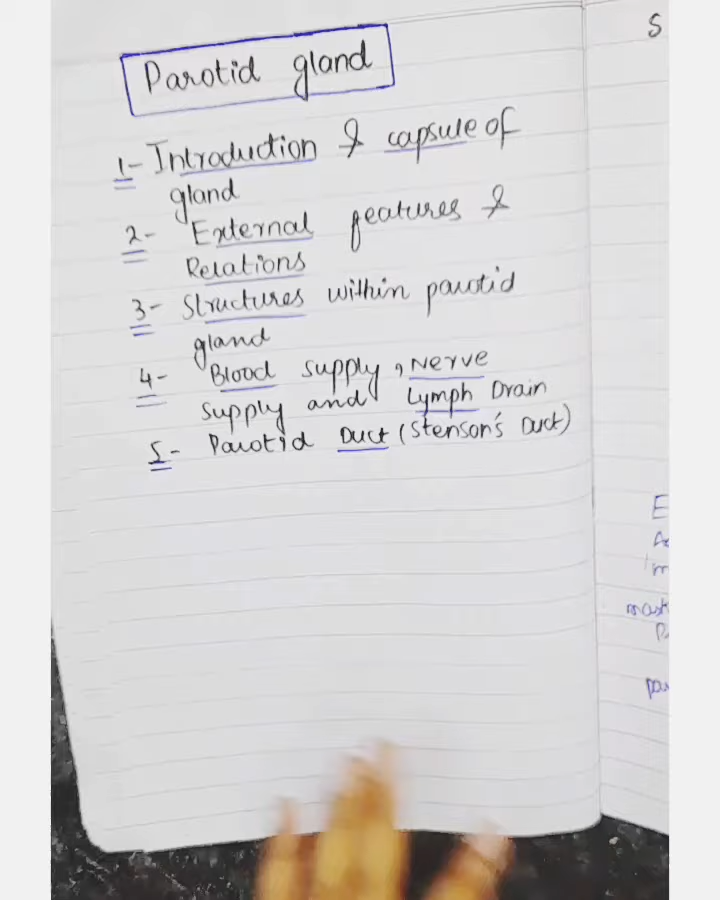 Parotid gland
1- Introduction & capsule of
gland
2- External features &
Relations
3- Structures within parotid
gland
4- Blood supply, Nerve
supply and Lymph Drain
5- Parotid Duct (Stenson's Duct)
S
E